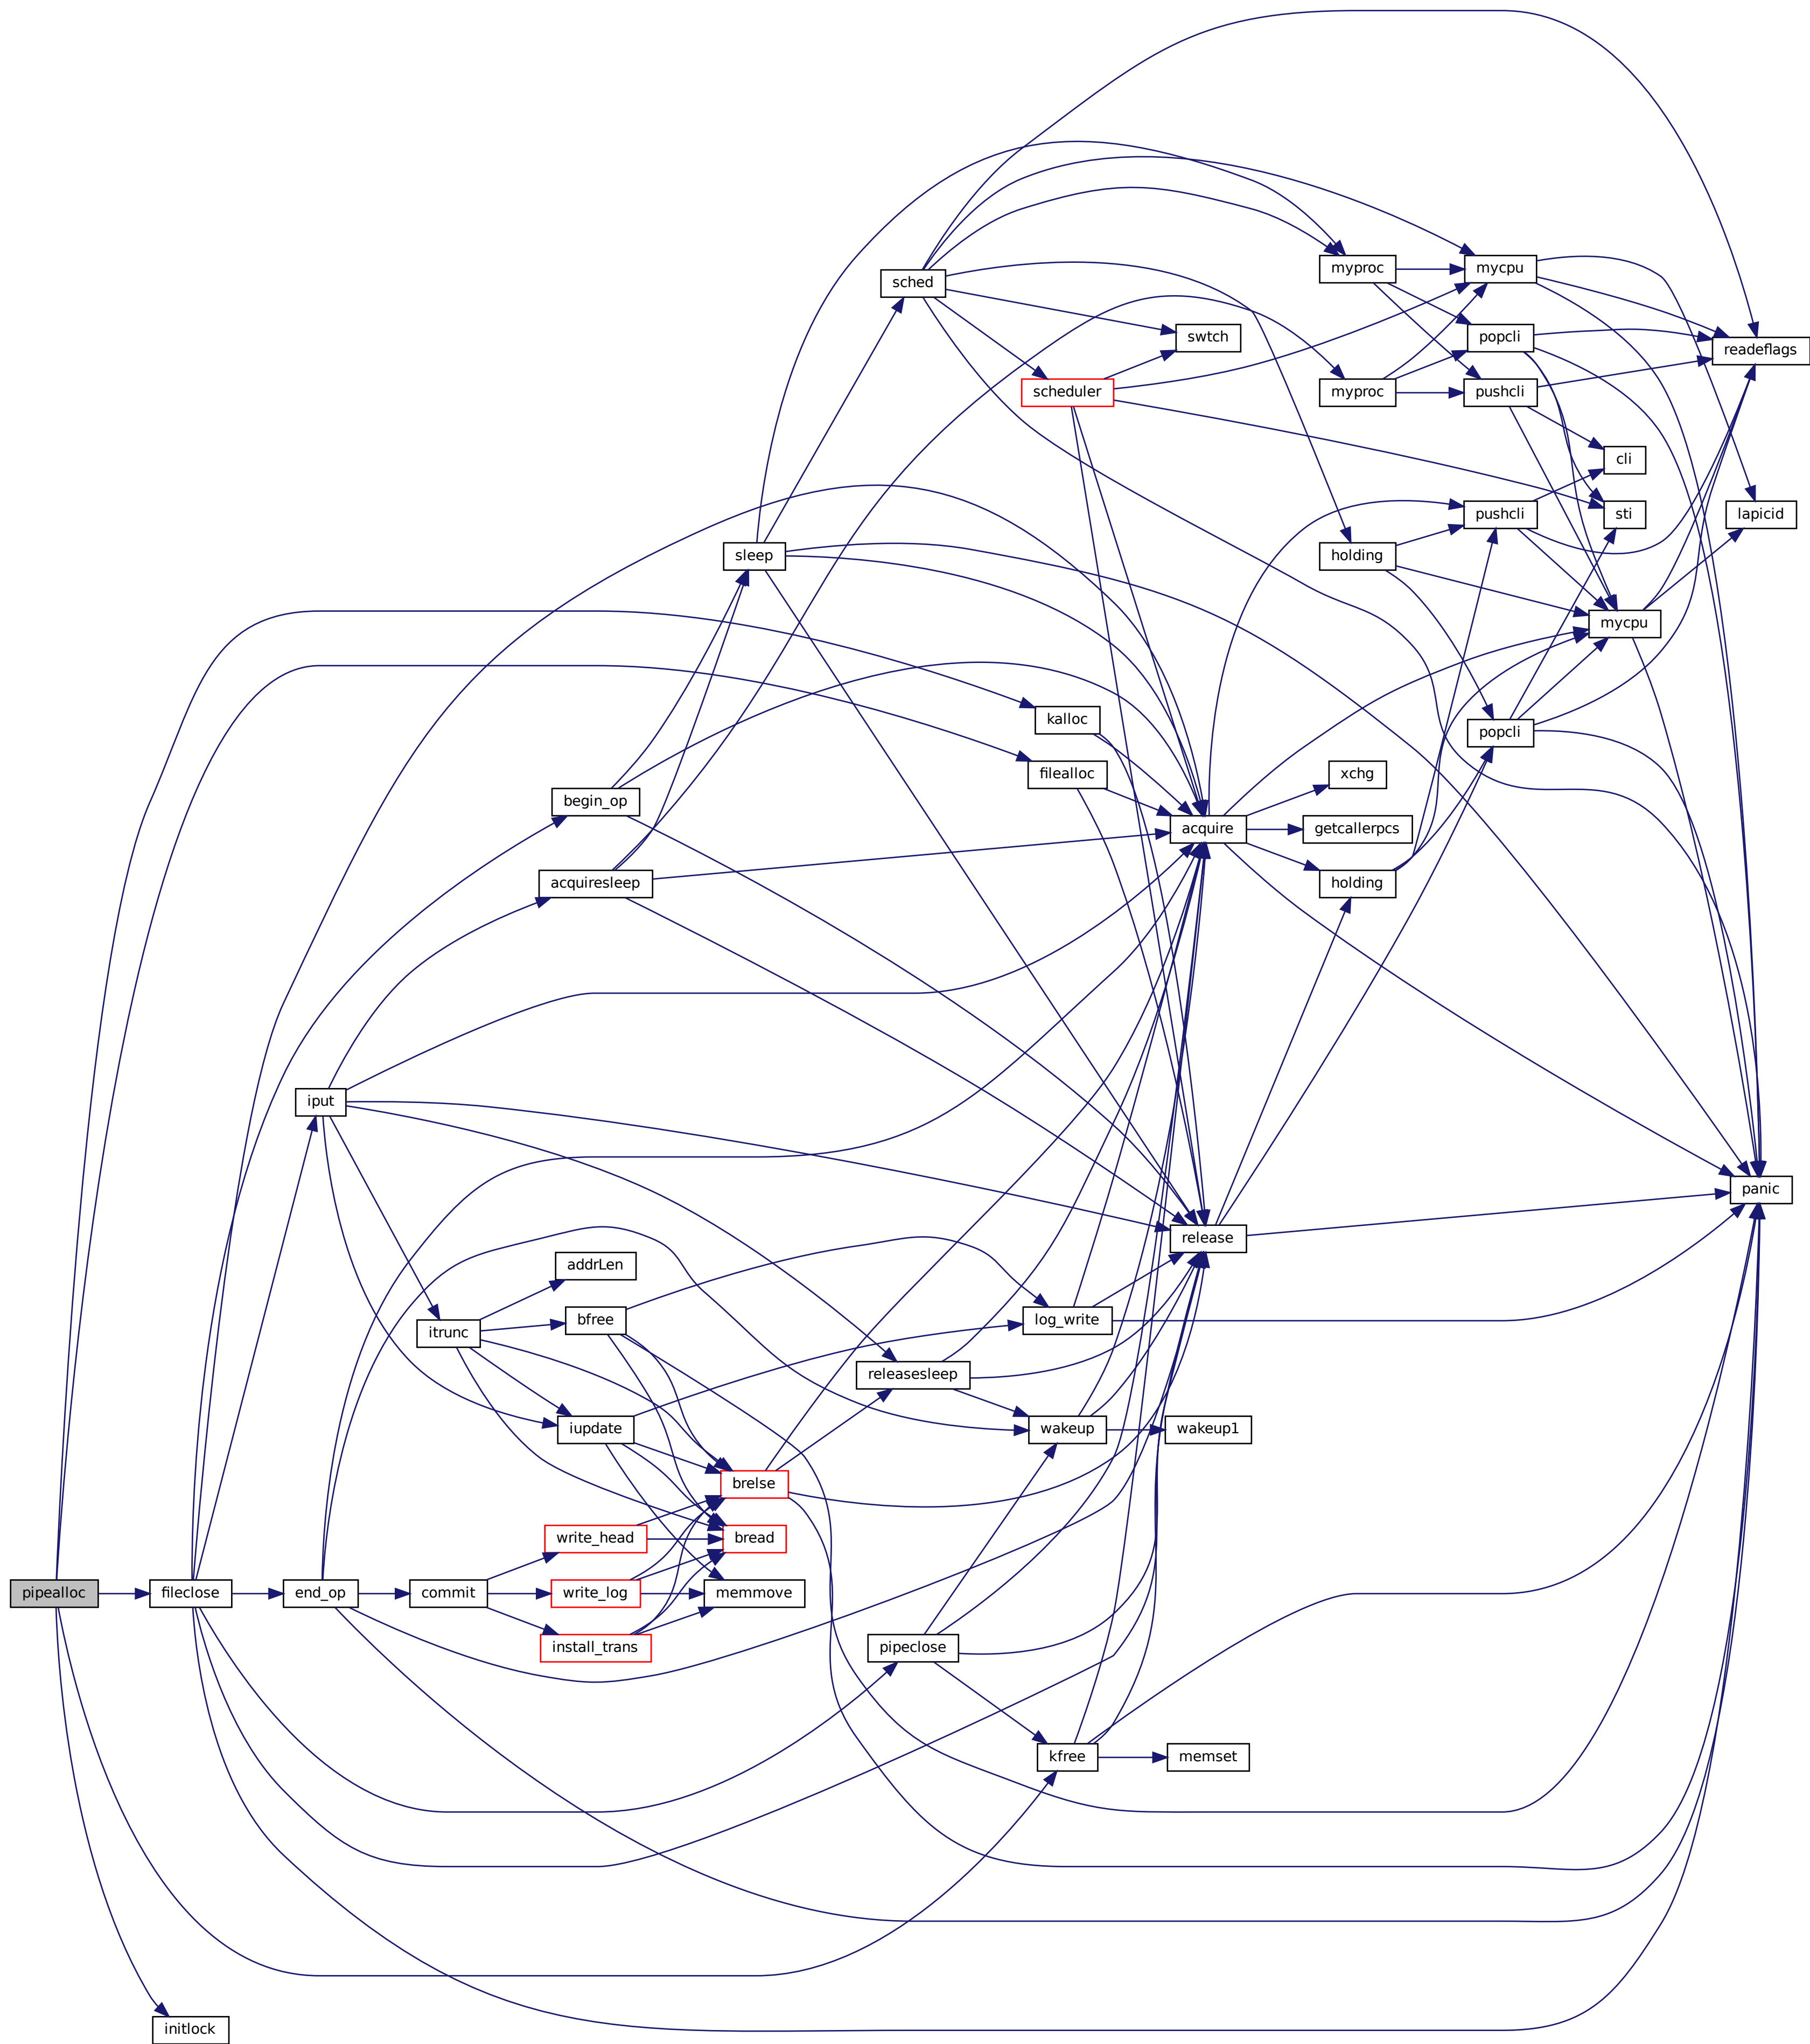 sched
myproc
mycpu
swtch
popcli
readeflags
scheduler
myproc
pushcli
cli
pushcli
sti
lapicid
sleep
holding
mycpu
kalloc
popcli
filealloc
xchg
begin_op
acquire
getcallerpcs
acquiresleep
holding
iput
panic
release
addrLen
bfree
log_write
itrunc
releasesleep
iupdate
wakeup
wakeup1
brelse
write_head
bread
pipealloc
fileclose
end_op
commit
write_log
memmove
install_trans
pipeclose
kfree
memset
initlock